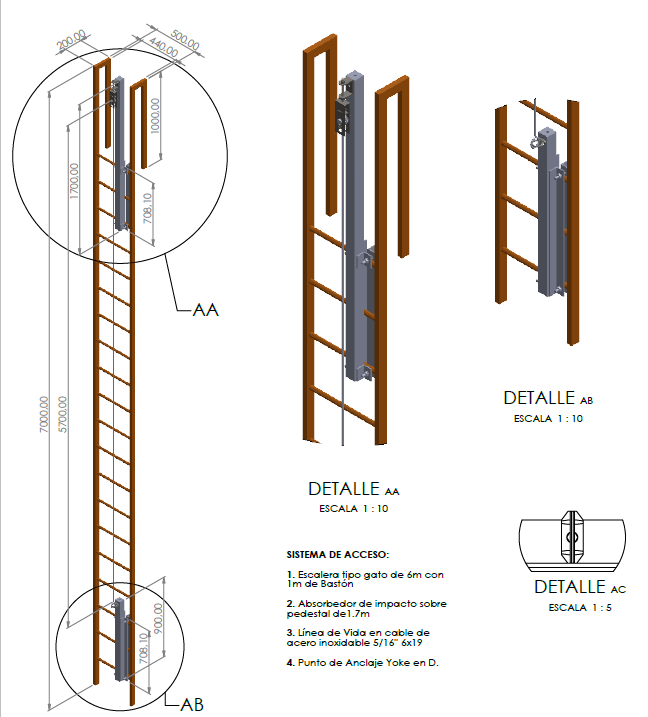 200.00
500.00
440.00
1000.00
1700.00
708.10
AA
7000.00
5700.00
900.00
708.10
AB
DETALLE AA
ESCALA 1 : 10
DETALLE AB
ESCALA 1 : 10
DETALLE AC
ESCALA 1 : 5
SISTEMA DE ACCESO:
1. Escalera tipo gato de 6m con
1m de Bastón
2. Absorbedor de impacto sobre
pedestal de1.7m
3. Línea de Vida en cable de
acero inoxidable 5/16" 6x19
4. Punto de Anclaje Yoke en D.